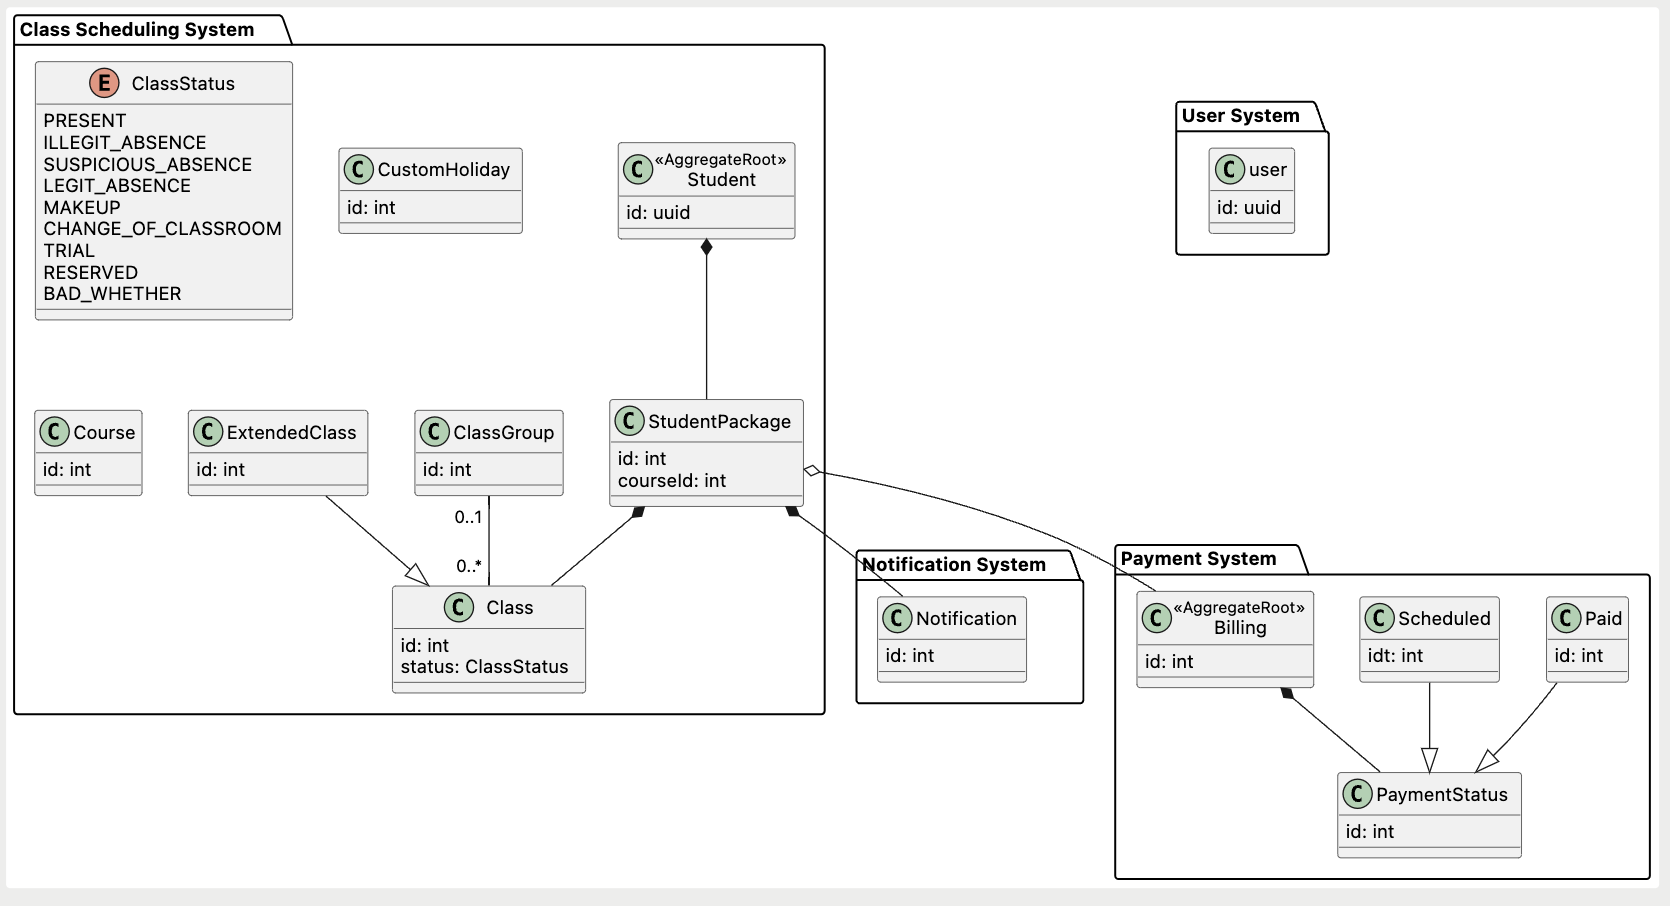 Class Scheduling System
E ClassStatus
PRESENT
ILLEGIT_ABSENCE
SUSPICIOUS_ABSENCE
LEGIT_ABSENCE
MAKEUP
CHANGE_OF_CLASSROOM
TRIAL
RESERVED
BAD_WHETHER
C CustomHoliday
id: int
«AggregateRoot»
C Student
id: uuid
User System
C user
id: uuid
C Course
id: int
C ExtendedClass
id: int
C ClassGroup
id: int
C StudentPackage
id: int
courseId: int
0..1
0..*
C Class
id: int
status: ClassStatus
Notification System
C Notification
id: int
Payment System
«AggregateRoot»
C Billing
id: int
C Scheduled
idt: int
C Paid
id: int
C PaymentStatus
id: int